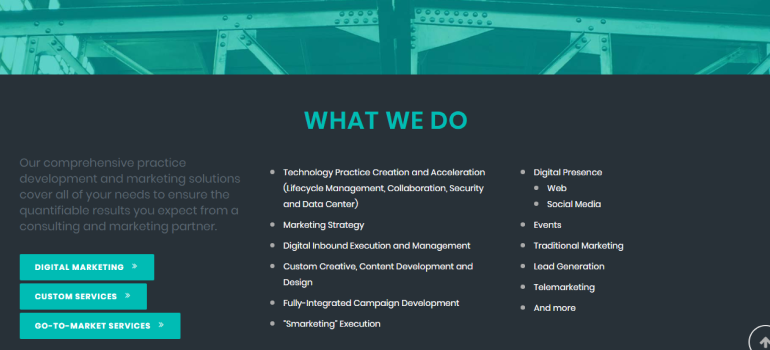 WHAT WE DO
Our comprehensive practice
development and marketing solutions
cover all of your needs to ensure the
quantifiable results you expect from a
consulting and marketing partner.
DIGITAL MARKETING »
CUSTOM SERVICES »
GO-TO-MARKET SERVICES »
Technology Practice Creation and Acceleration
(Lifecycle Management, Collaboration, Security
and Data Center)
Marketing Strategy
Digital Inbound Execution and Management
Custom Creative, Content Development and
Design
Fully-Integrated Campaign Development
"Smarketing" Execution
Digital Presence
Web
Social Media
Events
Traditional Marketing
Lead Generation
Telemarketing
And more